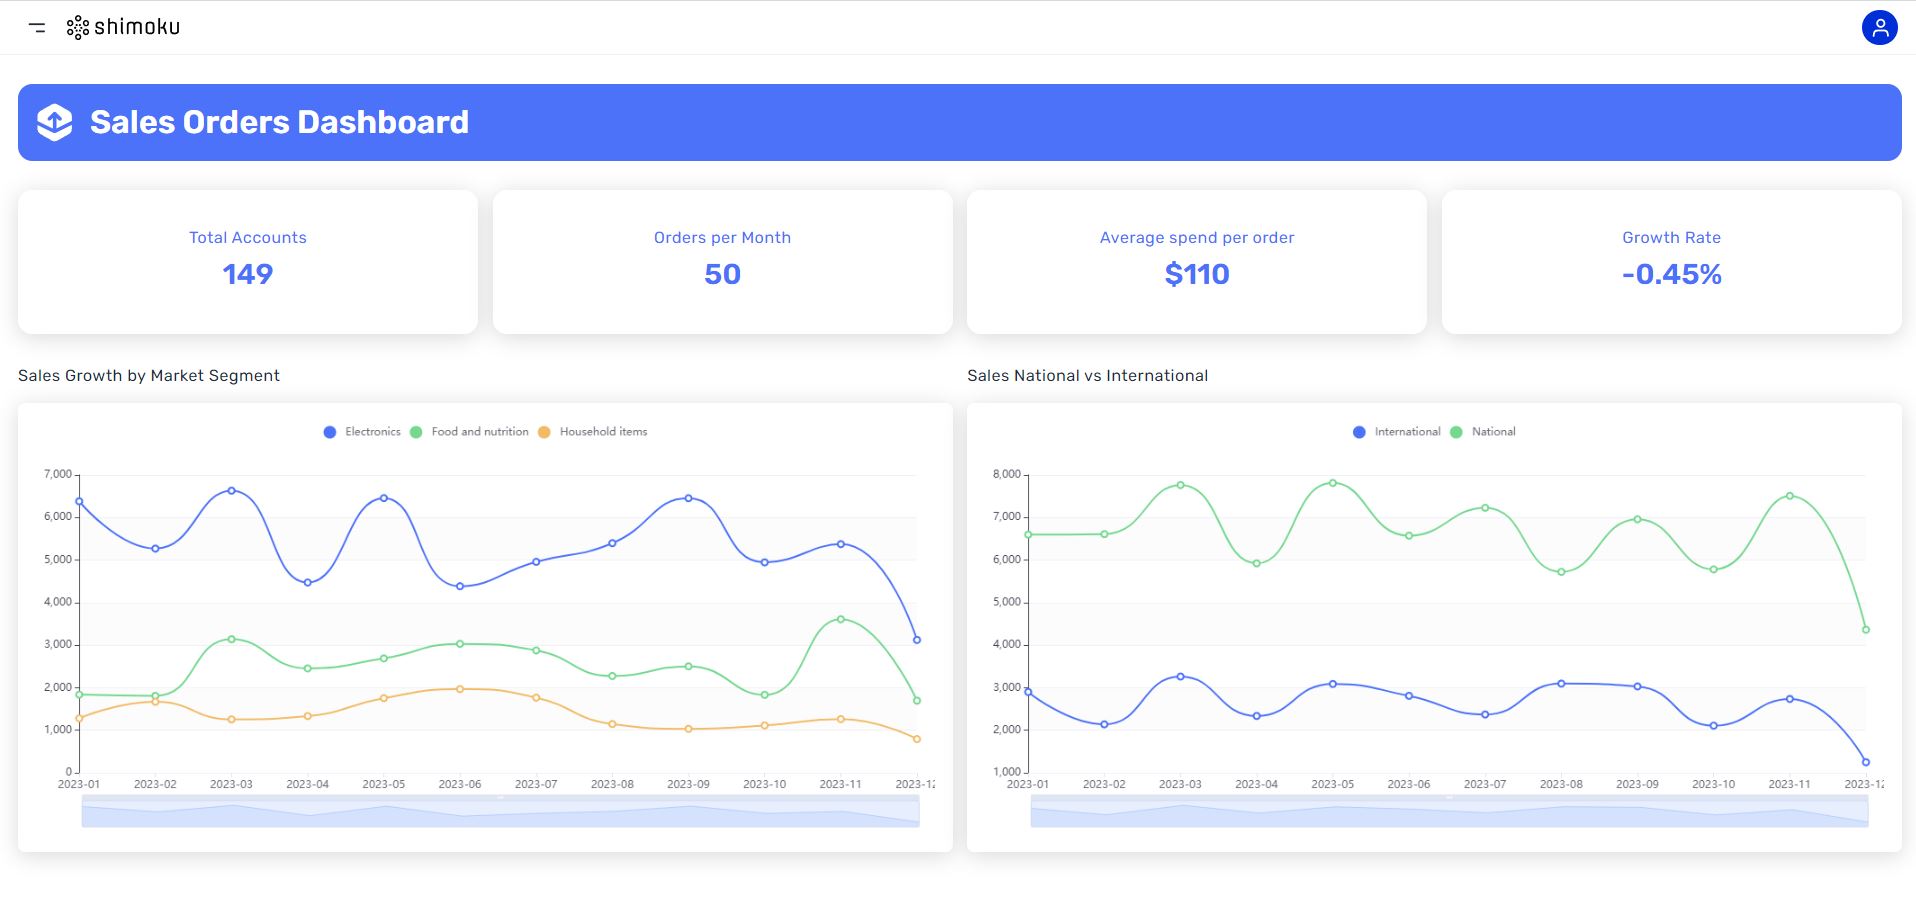 shimoku
Sales Orders Dashboard
Total Accounts
149
Orders per Month
50
Average spend per order
$110
Growth Rate
-0.45%
Sales Growth by Market Segment
Electronics Food and nutrition Household items
7,000
6,000
5,000
4,000
3,000
2,000
1,000
0
2023-01 2023-02 2023-03 2023-04 2023-05 2023-06 2023-07 2023-08 2023-09 2023-10 2023-11 2023-12
Sales National vs International
International National
8,000
7,000
6,000
5,000
4,000
3,000
2,000
1,000
2023-01 2023-02 2023-03 2023-04 2023-05 2023-06 2023-07 2023-08 2023-09 2023-10 2023-11 2023-12